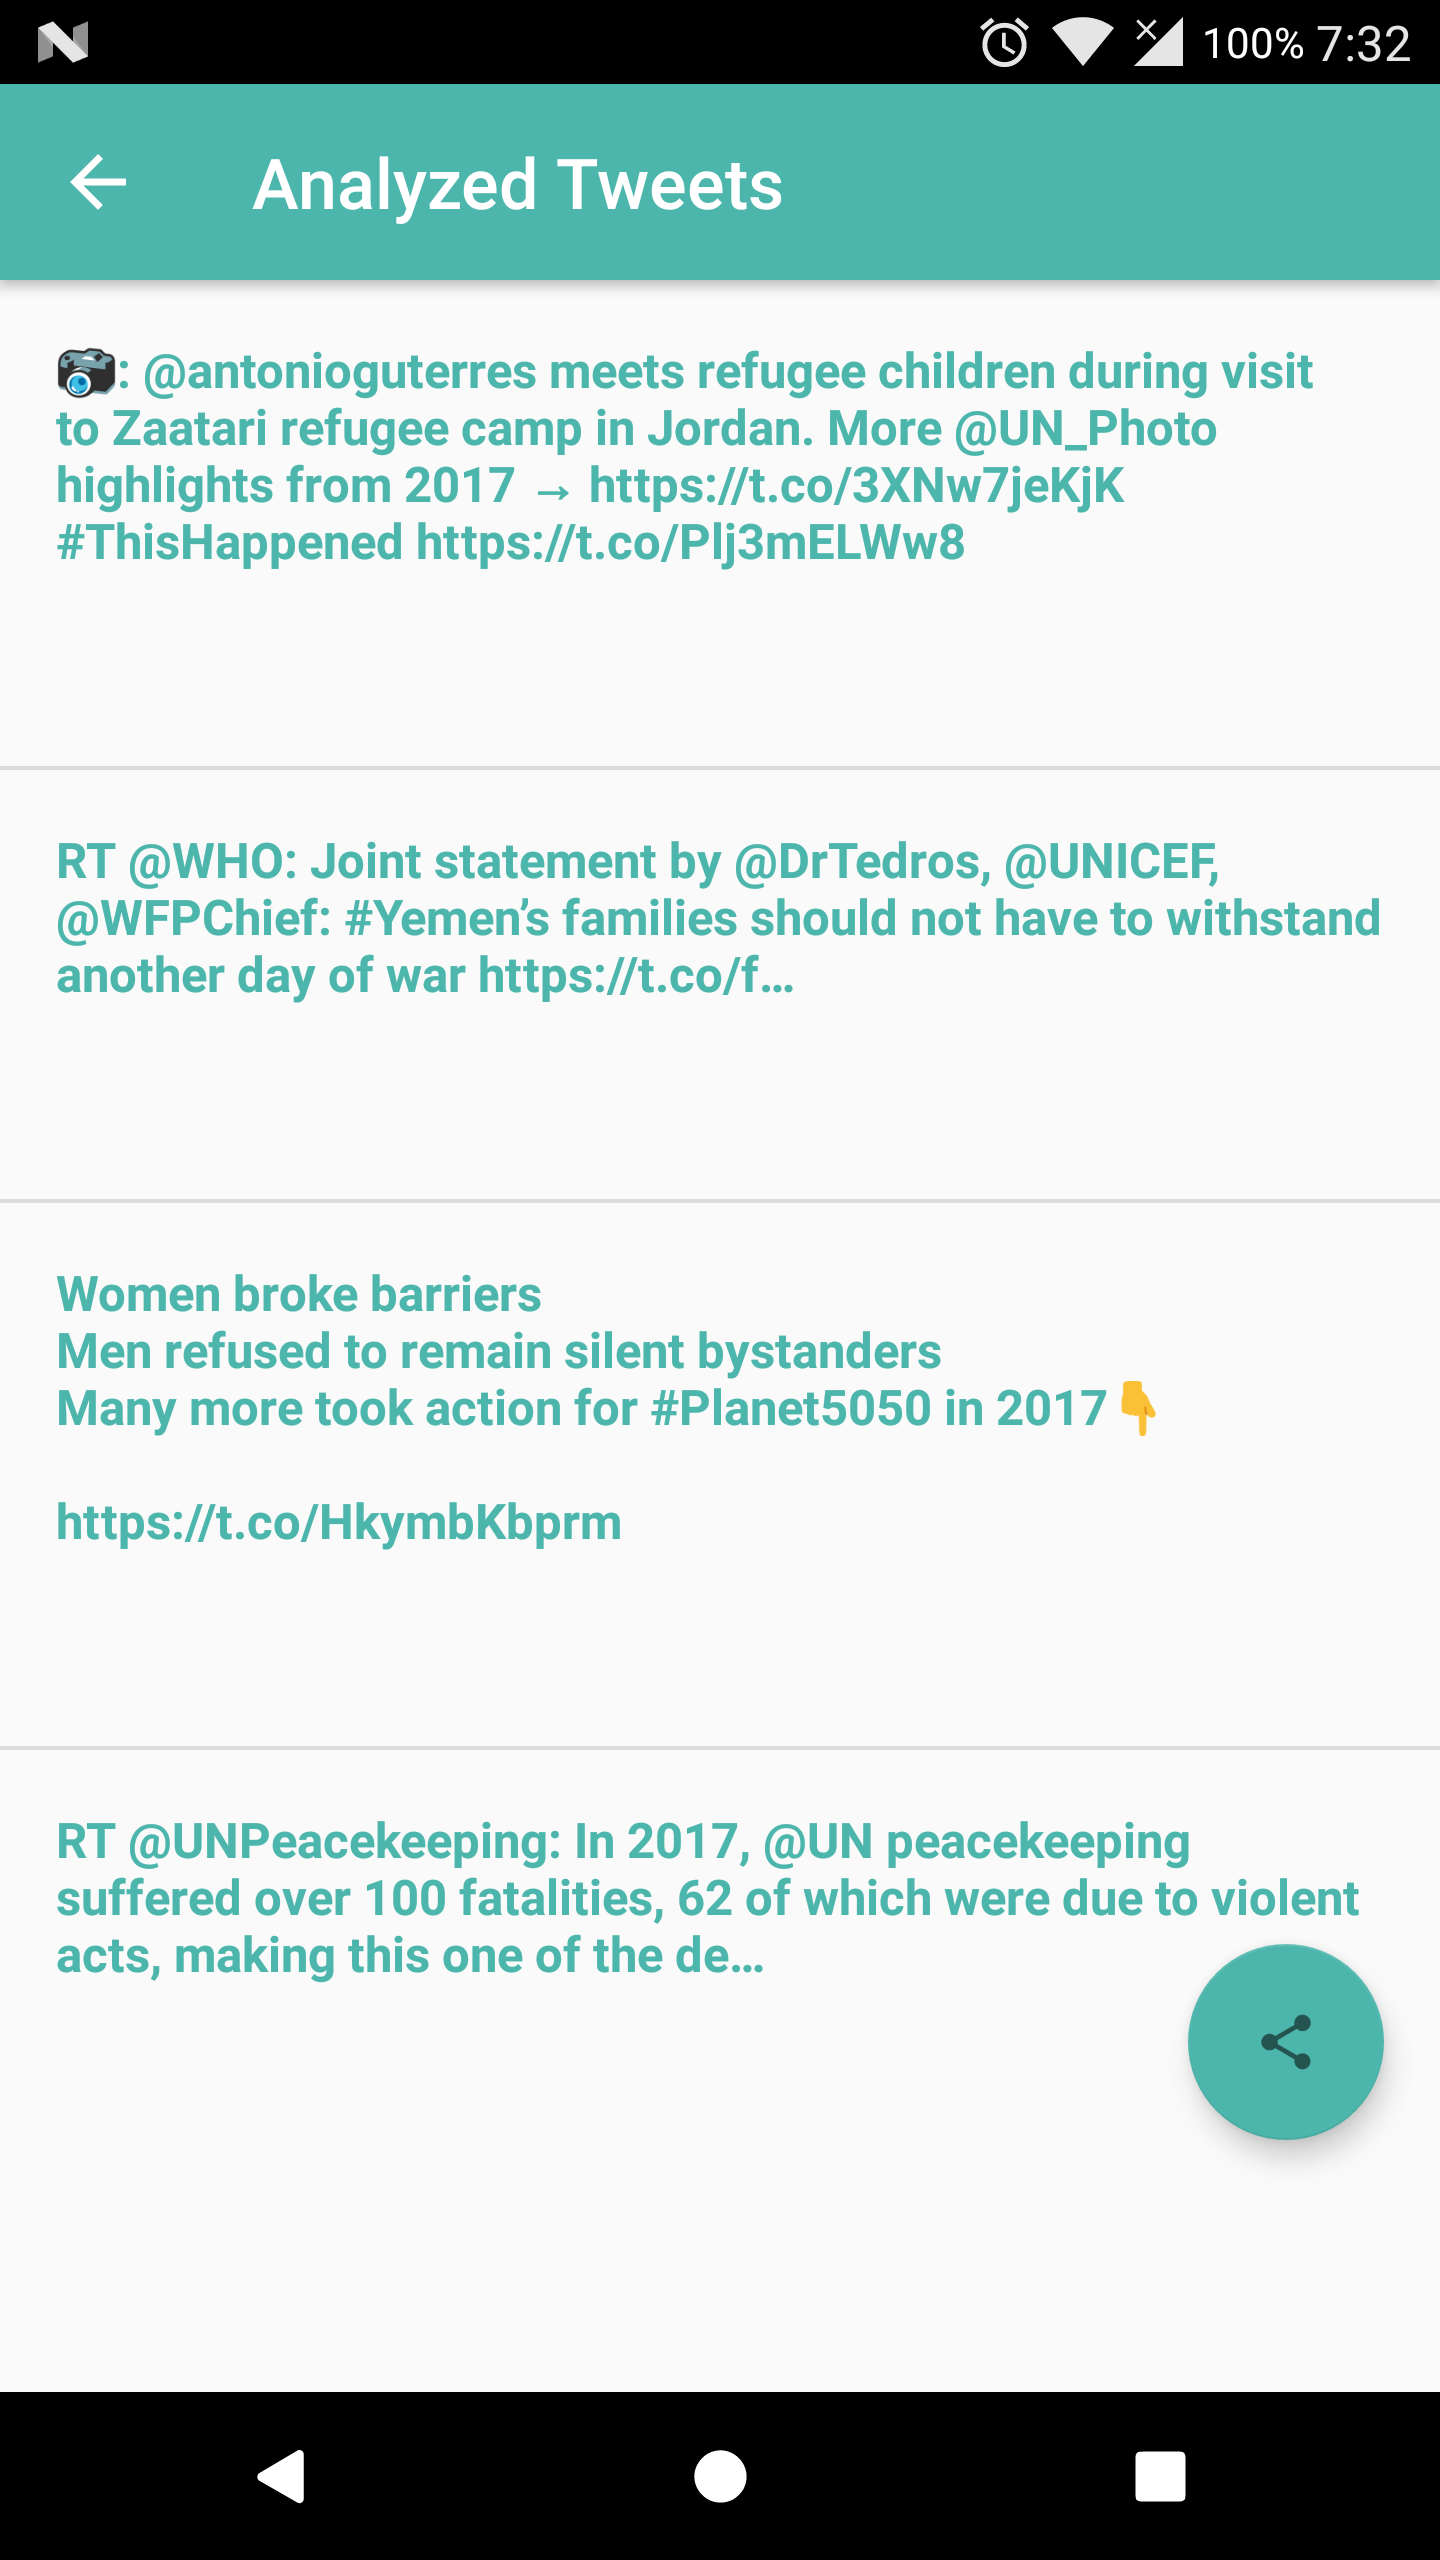 100% 7:32
Analyzed Tweets
📷: @antonioguterres meets refugee children during visit
to Zaatari refugee camp in Jordan. More @UN_Photo
highlights from 2017 → https://t.co/3XNw7jeKjK
#ThisHappened https://t.co/Plj3mELWw8
RT @WHO: Joint statement by @DrTedros, @UNICEF,
@WFPChief: #Yemen’s families should not have to withstand
another day of war https://t.co/f…
Women broke barriers
Men refused to remain silent bystanders
Many more took action for #Planet5050 in 2017👇
https://t.co/HkymbKbprm
RT @UNPeacekeeping: In 2017, @UN peacekeeping
suffered over 100 fatalities, 62 of which were due to violent
acts, making this one of the de…